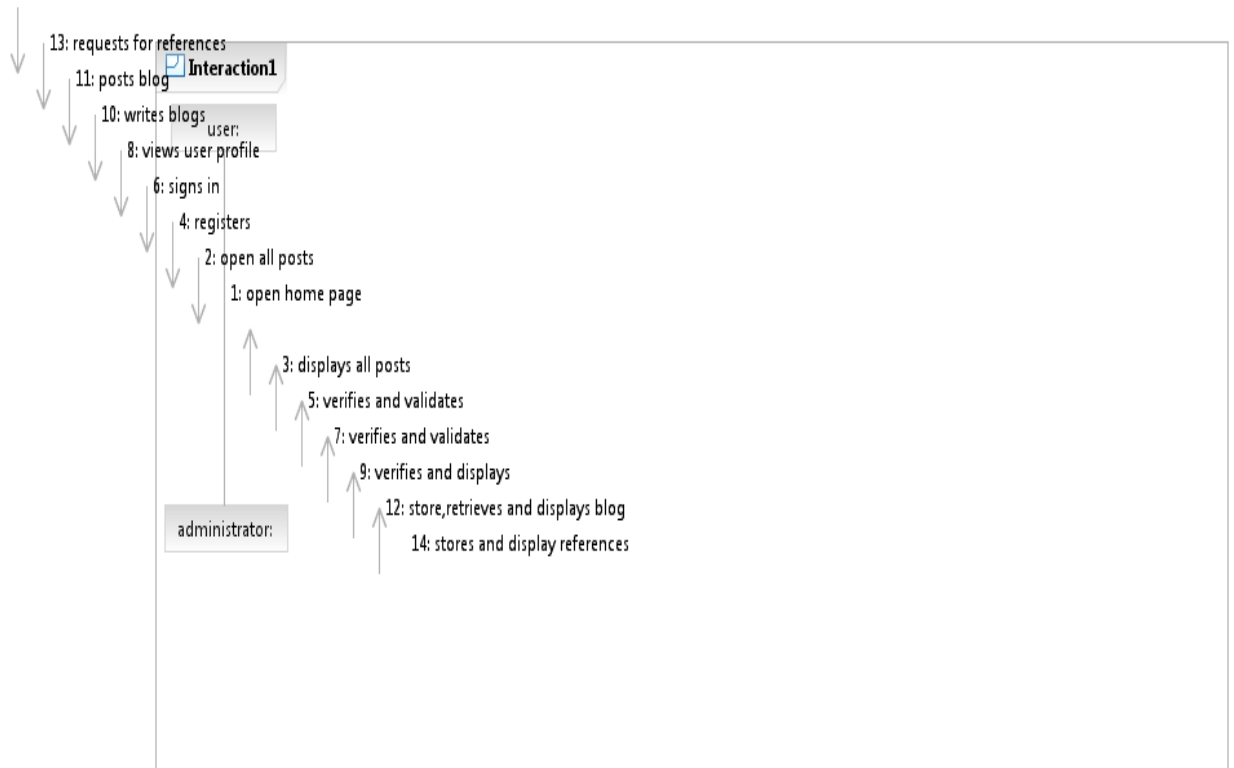 13: requests for references
Interaction1
11: posts blog
10: writes blogs
user:
8: views user profile
6: signs in
4: registers
2: open all posts
1: open home page
3: displays all posts
5: verifies and validates
7: verifies and validates
9: verifies and displays
12: store,retrieves and displays blog
administrator:
14: stores and display references